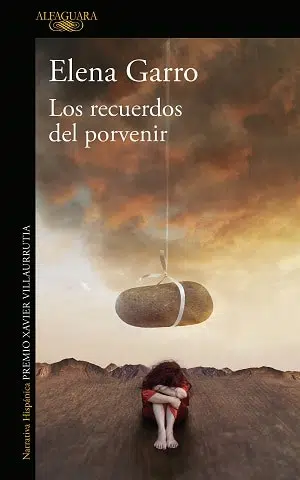 ALFAGUARA
Elena Garro
Los recuerdos
del porvenir
Narrativa Hispánica PREMIO XAVIER VILLAURRUTIA